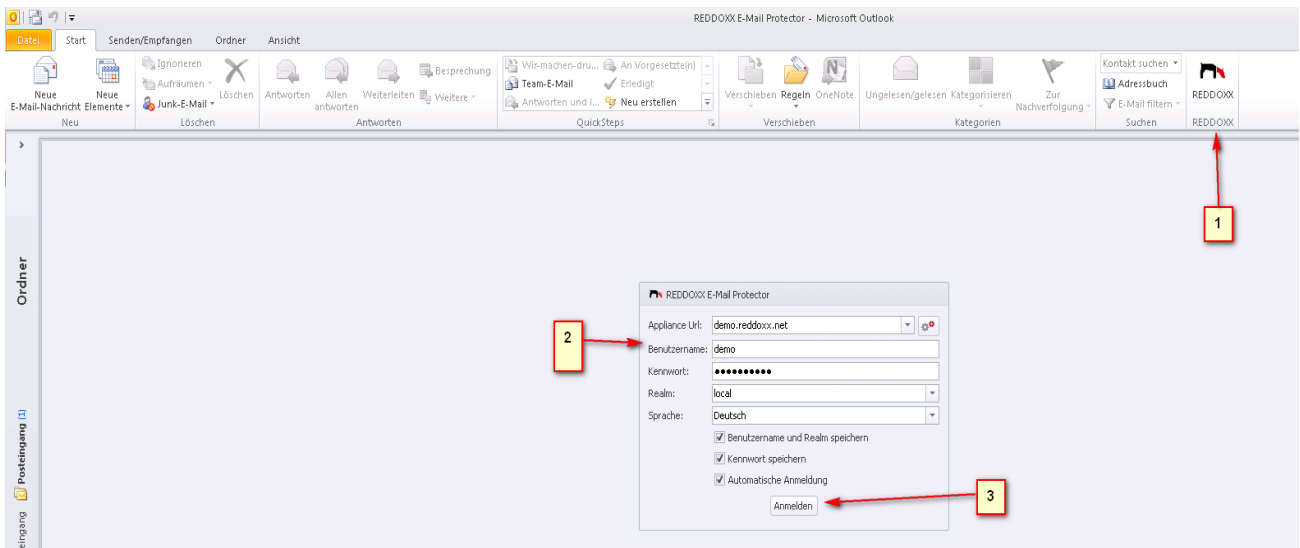 REDDOXX E-Mail Protector - Microsoft Outlook
Datei Start Senden/Empfangen Ordner Ansicht
Neue E-Mail-Nachricht
Neue Elemente
Neu
Ignorieren
Aufräumen
Junk-E-Mail
Löschen
Löschen
Antworten
Allen antworten
Weiterleiten
Besprechung
Weitere
Antworten
Wir-machen-dru...
Team-E-Mail
Antworten und l...
An Vorgesetzte(n)
Erledigt
Neu erstellen
QuickSteps
Verschieben
Regeln
OneNote
Verschieben
Ungelesen/gelesen
Kategorisieren
Zur Nachverfolgung
Kategorien
Kontakt suchen
Adressbuch
E-Mail filtern
Suchen
REDDOXX
REDDOXX
1
Ordner
Posteingang (1)
REDDOXX E-Mail Protector
2
Appliance Url: demo.reddoxx.net
Benutzername: demo
Kennwort: ••••••••••
Realm: local
Sprache: Deutsch
Benutzername und Realm speichern
Kennwort speichern
Automatische Anmeldung
Anmelden
3